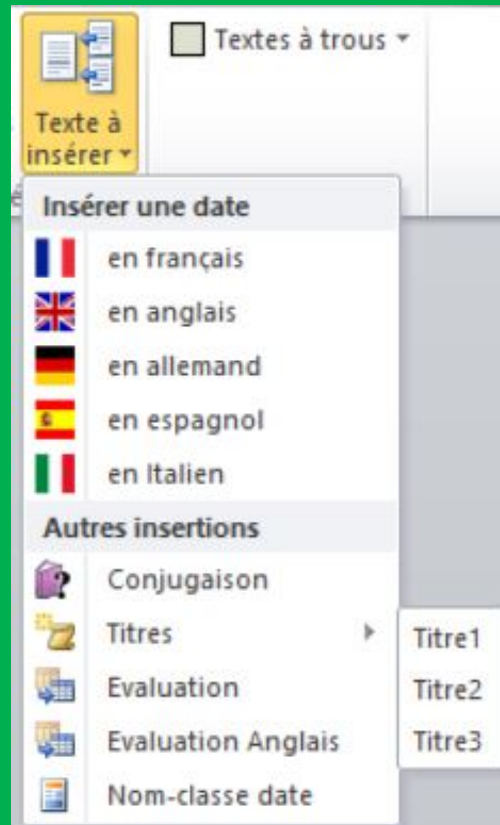 Textes à trous
Texte à
insérer
Insérer une date
en français
en anglais
en allemand
en espagnol
en Italien
Autres insertions
Conjugaison
Titres
Titre1
Evaluation
Titre2
Evaluation Anglais
Titre3
Nom-classe date